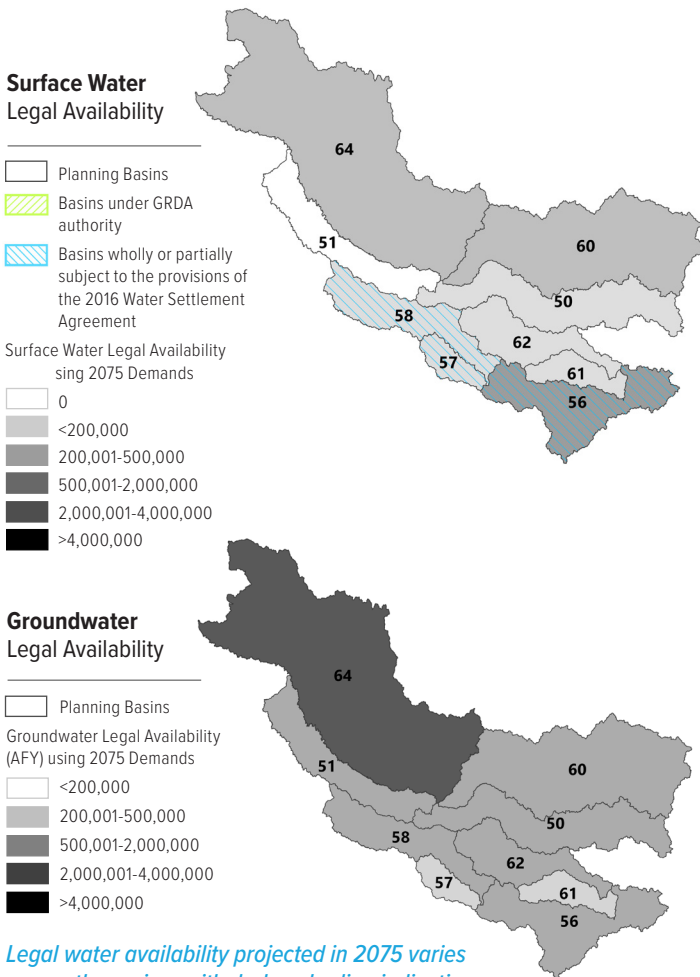 Surface Water
Legal Availability
Planning Basins
Basins under GRDA
authority
Basins wholly or partially
subject to the provisions of
the 2016 Water Settlement
Agreement
Surface Water Legal Availability
sing 2075 Demands
0
<200,000
200,001-500,000
500,001-2,000,000
2,000,001-4,000,000
>4,000,000
64
51
60
50
58
62
57
61
56
Groundwater
Legal Availability
Planning Basins
Groundwater Legal Availability
(AFY) using 2075 Demands
<200,000
200,001-500,000
500,001-2,000,000
2,000,001-4,000,000
>4,000,000
64
51
60
50
58
62
57
61
56
Legal water availability projected in 2075 varies